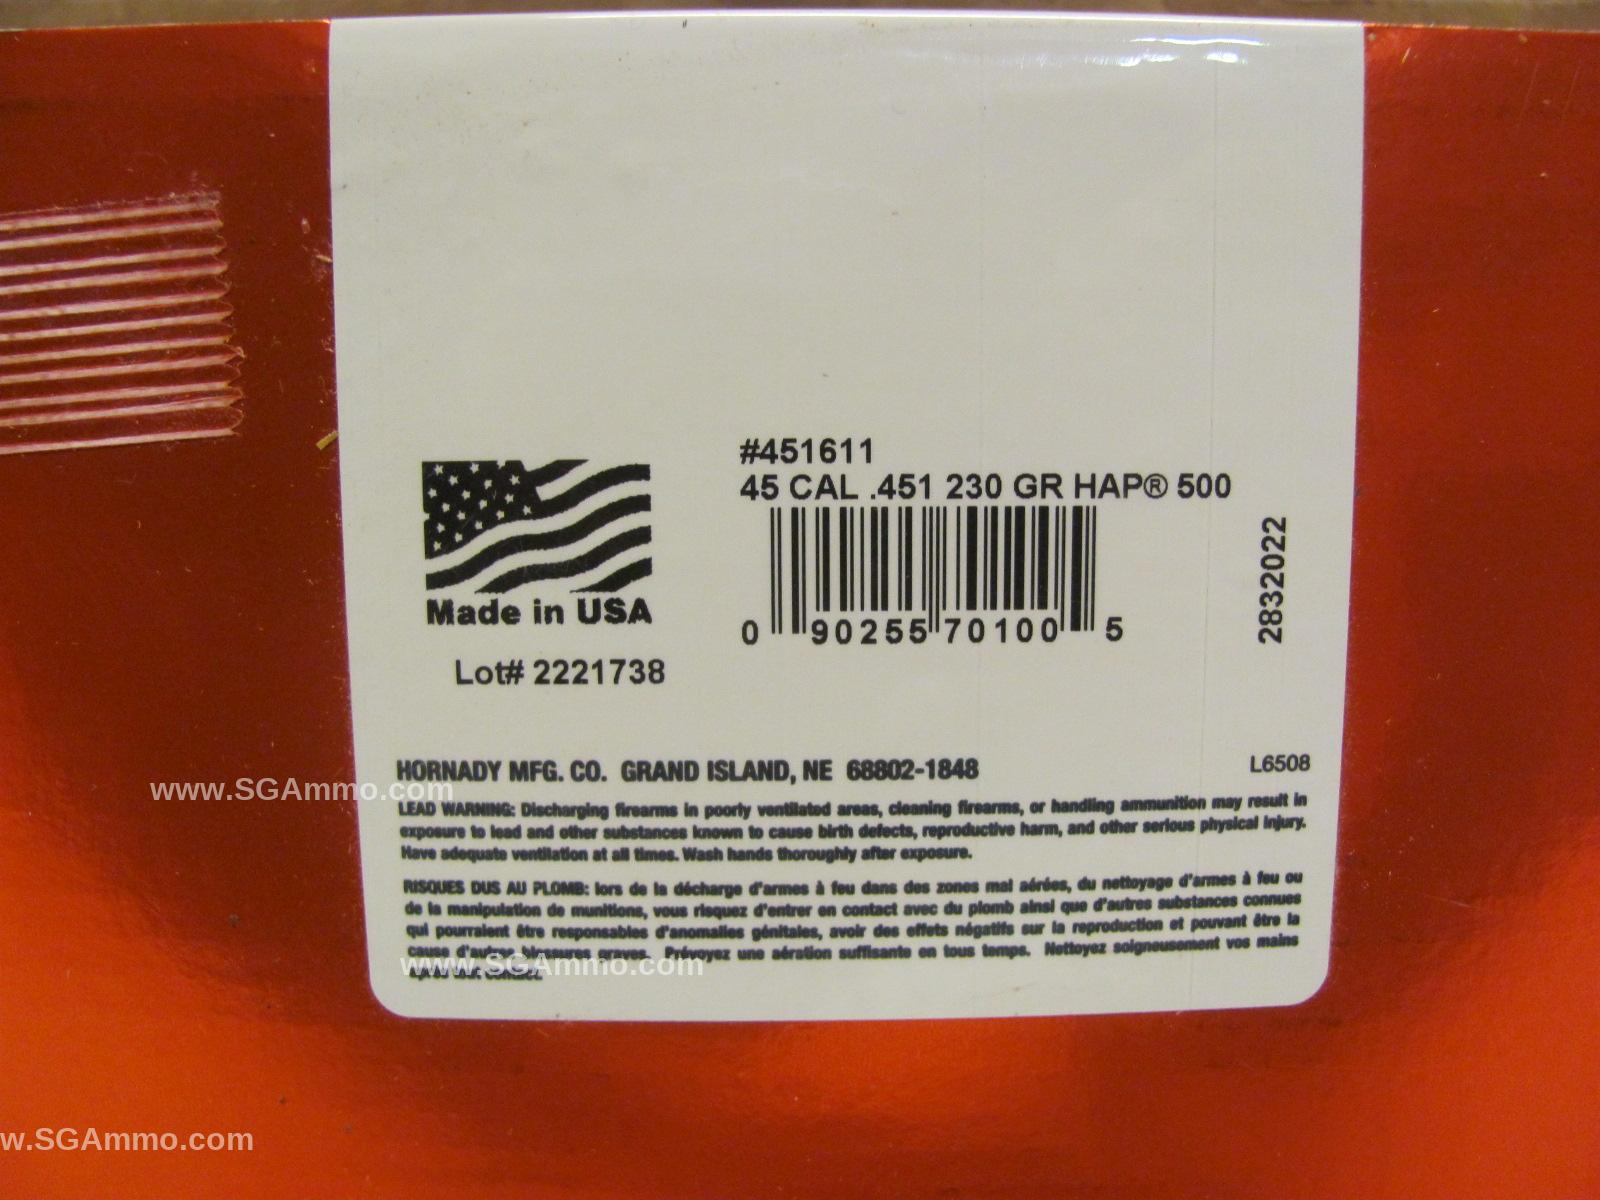 #451611
45 CAL .451 230 GR HAP® 500
0 90255 70100 5
2832022
Made in USA
Lot# 2221738
HORNADY MFG. CO. GRAND ISLAND, NE 68802-1848
L6508
www.SGAmmo.com
LEAD WARNING: Discharging firearms in poorly ventilated areas, cleaning firearms, or handling ammunition may result in
exposure to lead and other substances known to cause birth defects, reproductive harm, and other serious physical injury.
Have adequate ventilation at all times. Wash hands thoroughly after exposure.
RISQUES DUS AU PLOMB: lors de la décharge d'armes à feu dans des zones mal aérées, du nettoyage d'armes à feu ou
de la manipulation de munitions, vous risquez d'entrer en contact avec du plomb ainsi que d'autres substances connues
qui pourraient être responsables d'anomalies génitales, avoir des effets négatifs sur la reproduction et pouvant être la
cause d'autres blessures graves. Prévoyez une aération suffisante en tous temps. Nettoyez soigneusement vos mains
www.SGAmmo.com
après tout contact.
w.SGAmmo.com